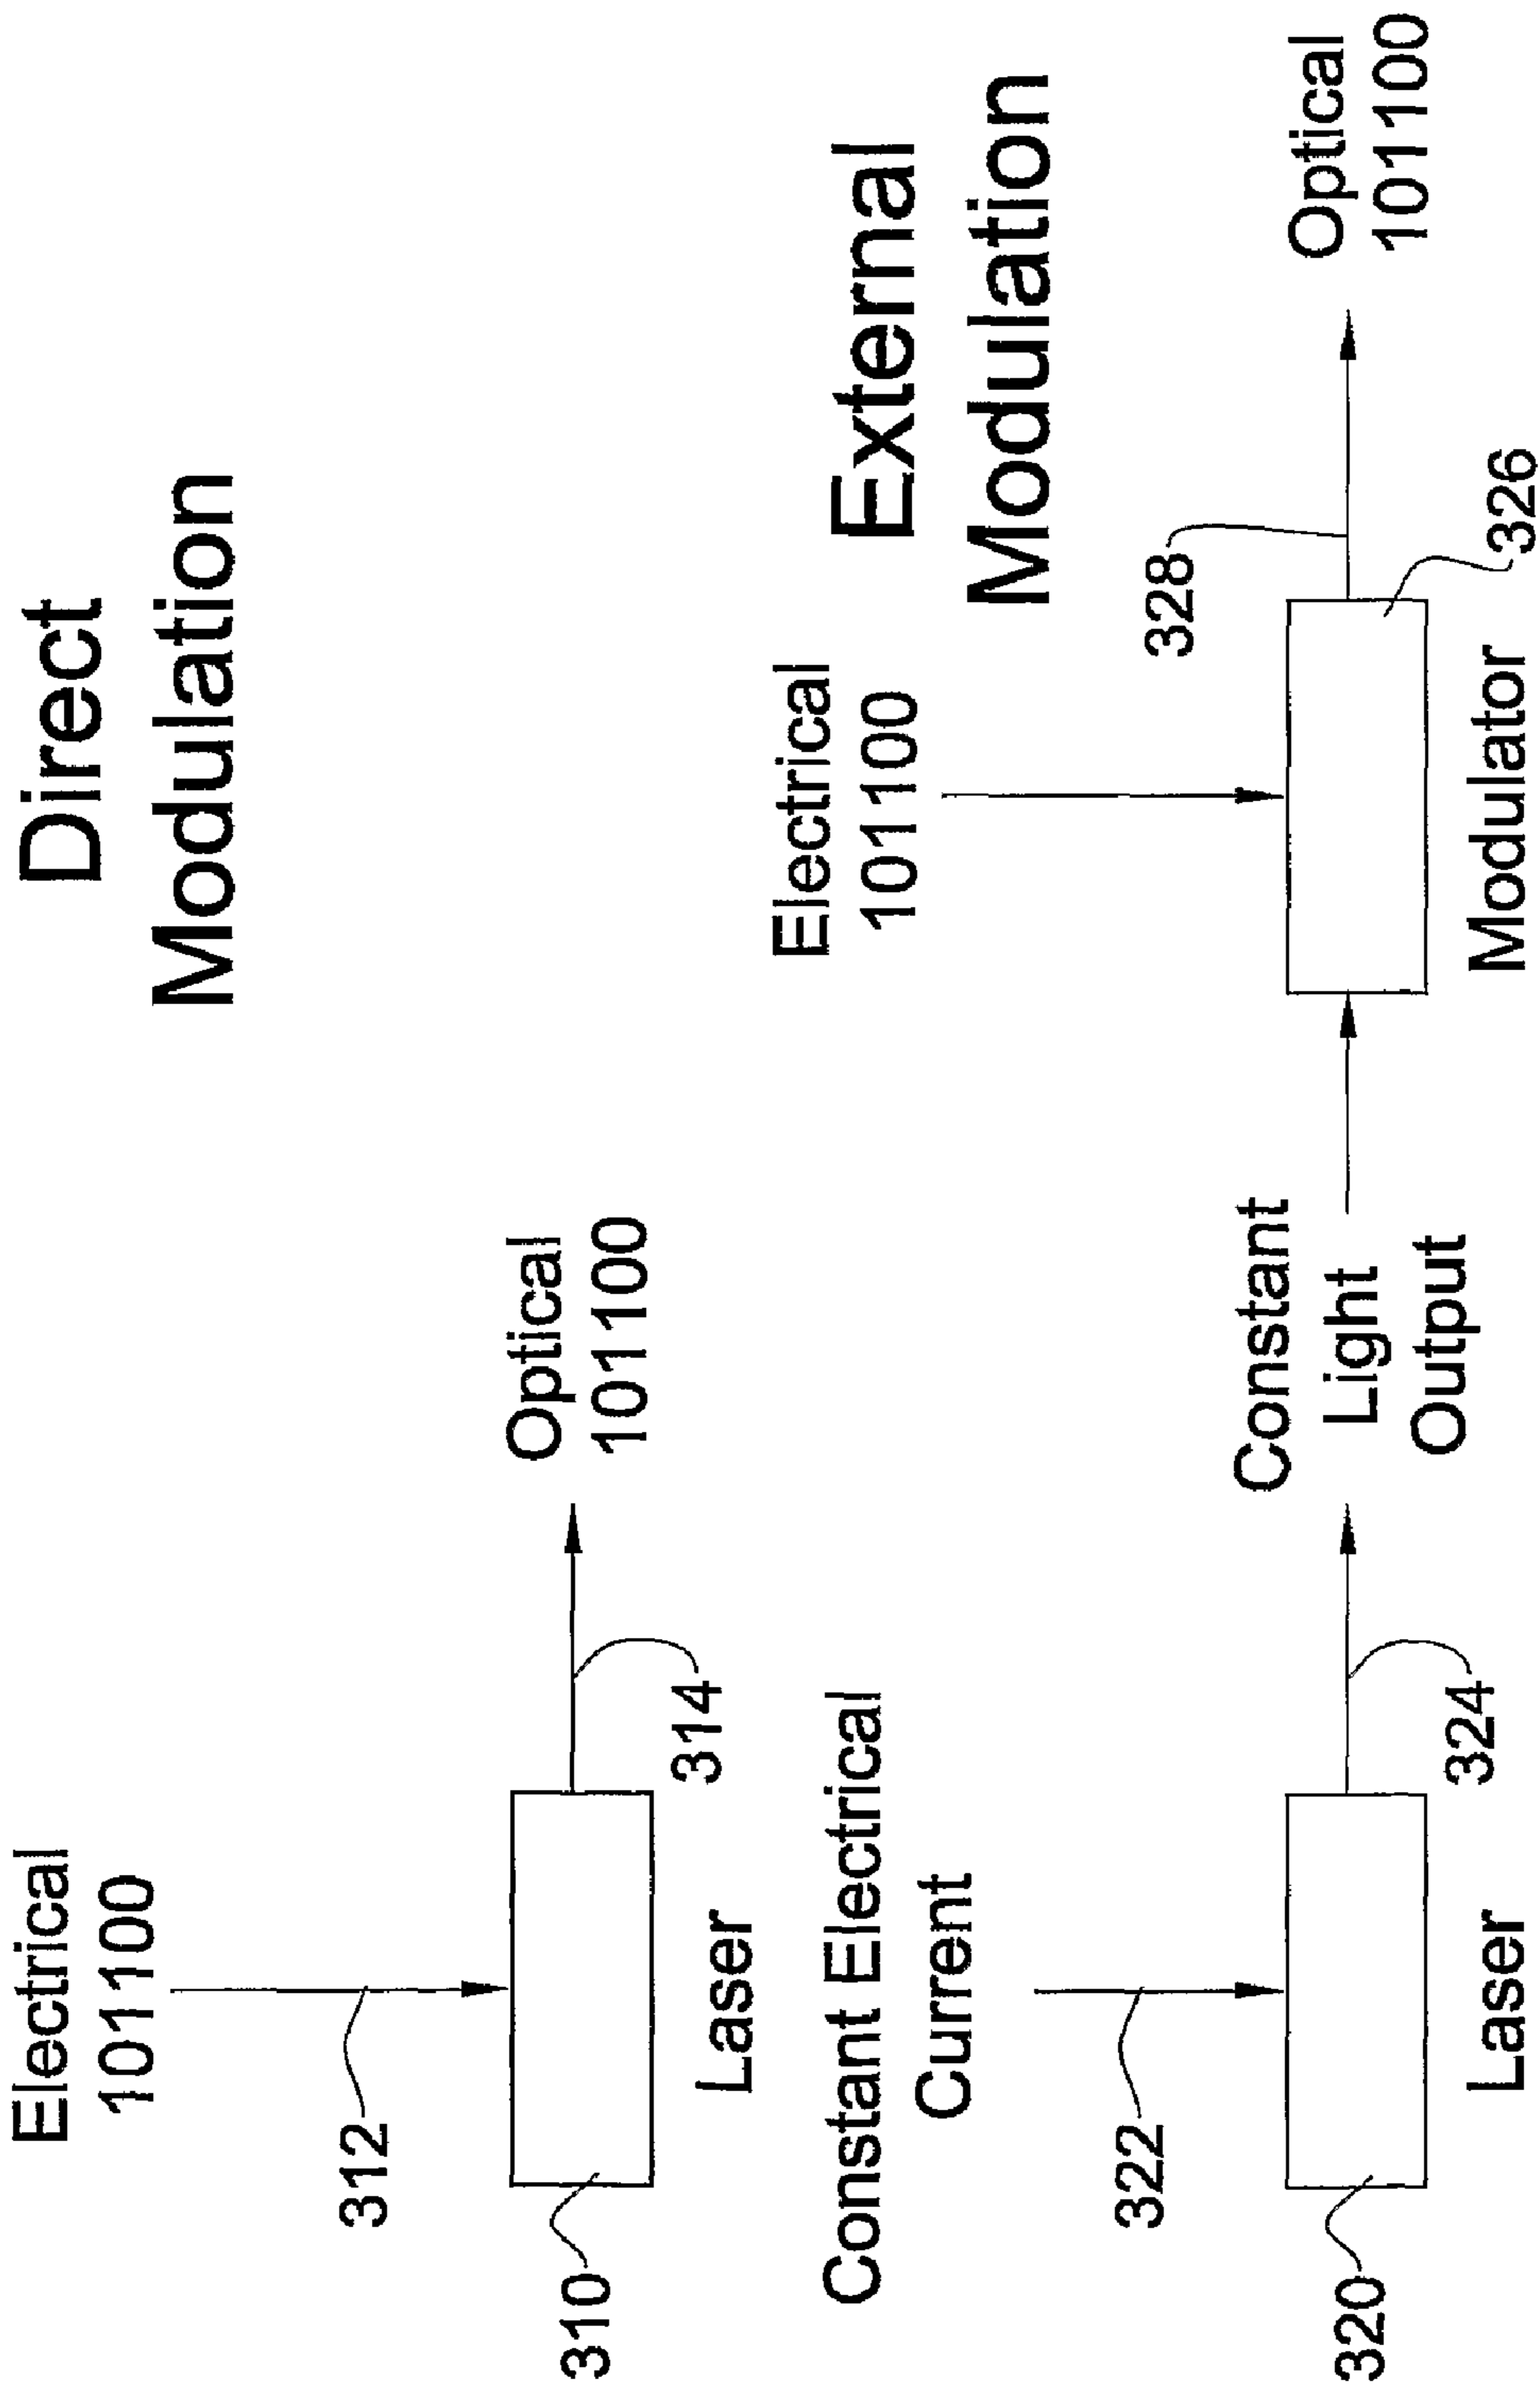 Direct
Modulation
Electrical
101100
312
310
Laser
314
Optical
101100
External
Modulation
Constant Electrical
Current
322
320
Laser
324
Constant
Light
Output
Electrical
101100
328
326
Modulator
Optical
101100